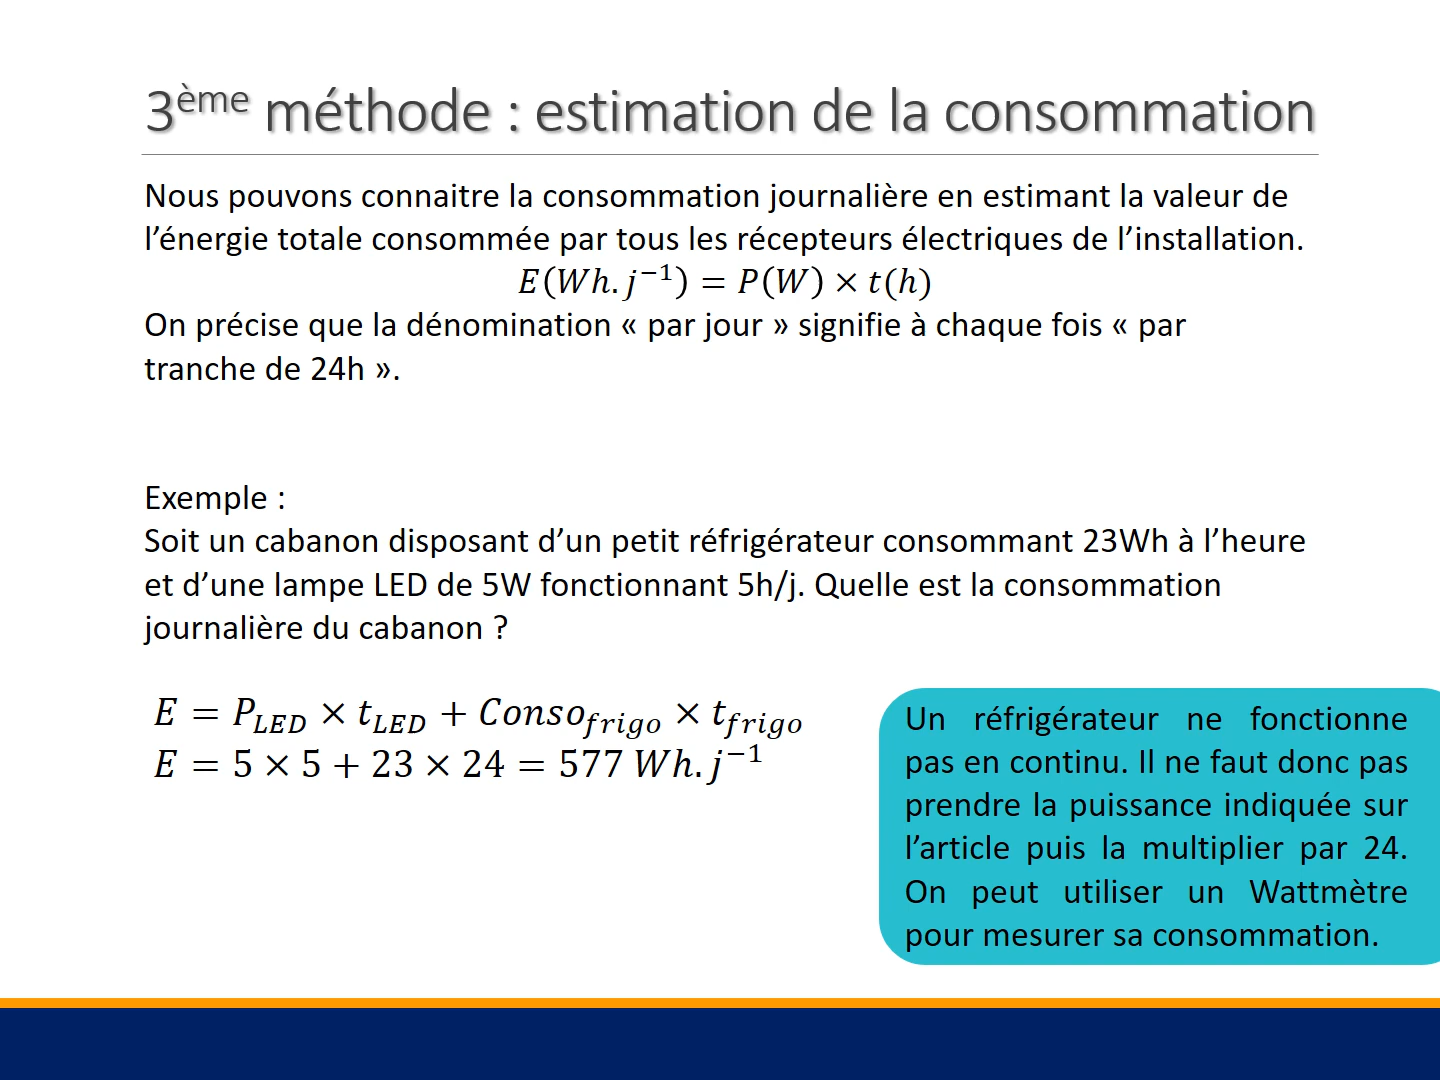 3ème méthode : estimation de la consommation
Nous pouvons connaitre la consommation journalière en estimant la valeur de
l’énergie totale consommée par tous les récepteurs électriques de l’installation.
E(Wh.j⁻¹) = P(W) × t(h)
On précise que la dénomination « par jour » signifie à chaque fois « par
tranche de 24h ».
Exemple :
Soit un cabanon disposant d’un petit réfrigérateur consommant 23Wh à l’heure
et d’une lampe LED de 5W fonctionnant 5h/j. Quelle est la consommation
journalière du cabanon ?
E = P_LED × t_LED + Conso_frigo × t_frigo
E = 5 × 5 + 23 × 24 = 577 Wh.j⁻¹
Un réfrigérateur ne fonctionne
pas en continu. Il ne faut donc pas
prendre la puissance indiquée sur
l’article puis la multiplier par 24.
On peut utiliser un Wattmètre
pour mesurer sa consommation.